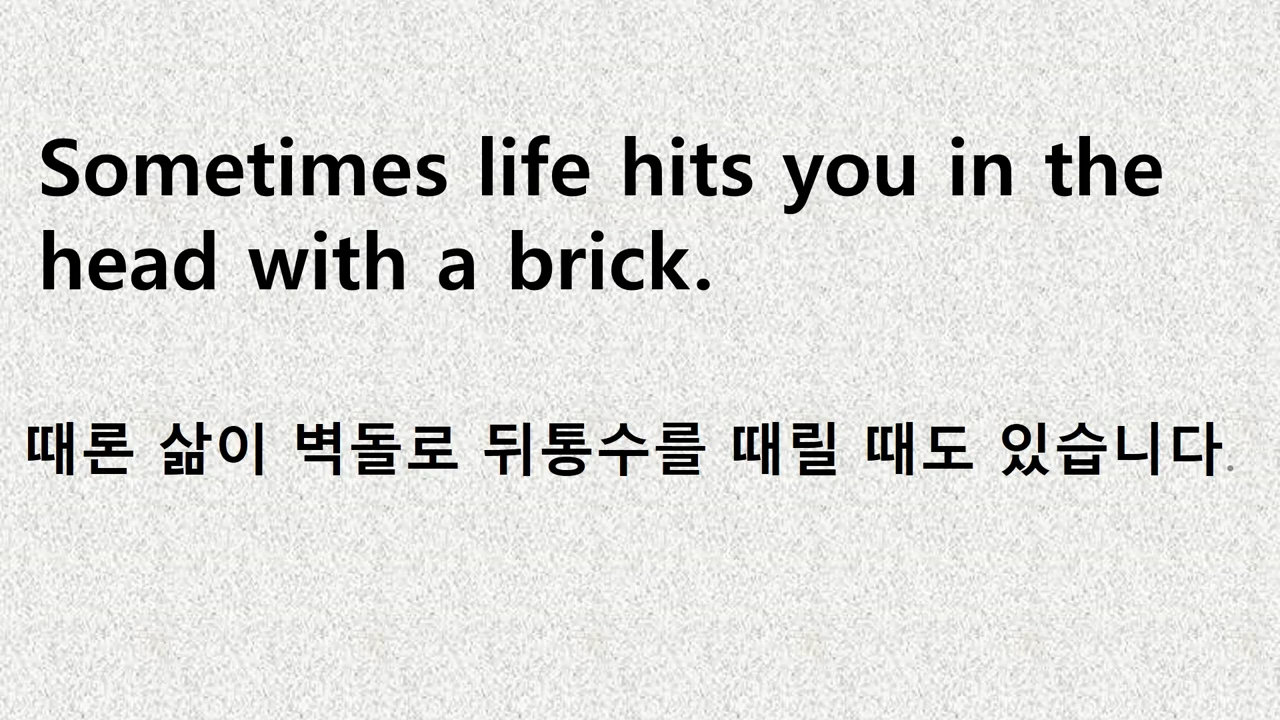 Sometimes life hits you in the
head with a brick.
때론 삶이 벽돌로 뒤통수를 때릴 때도 있습니다.